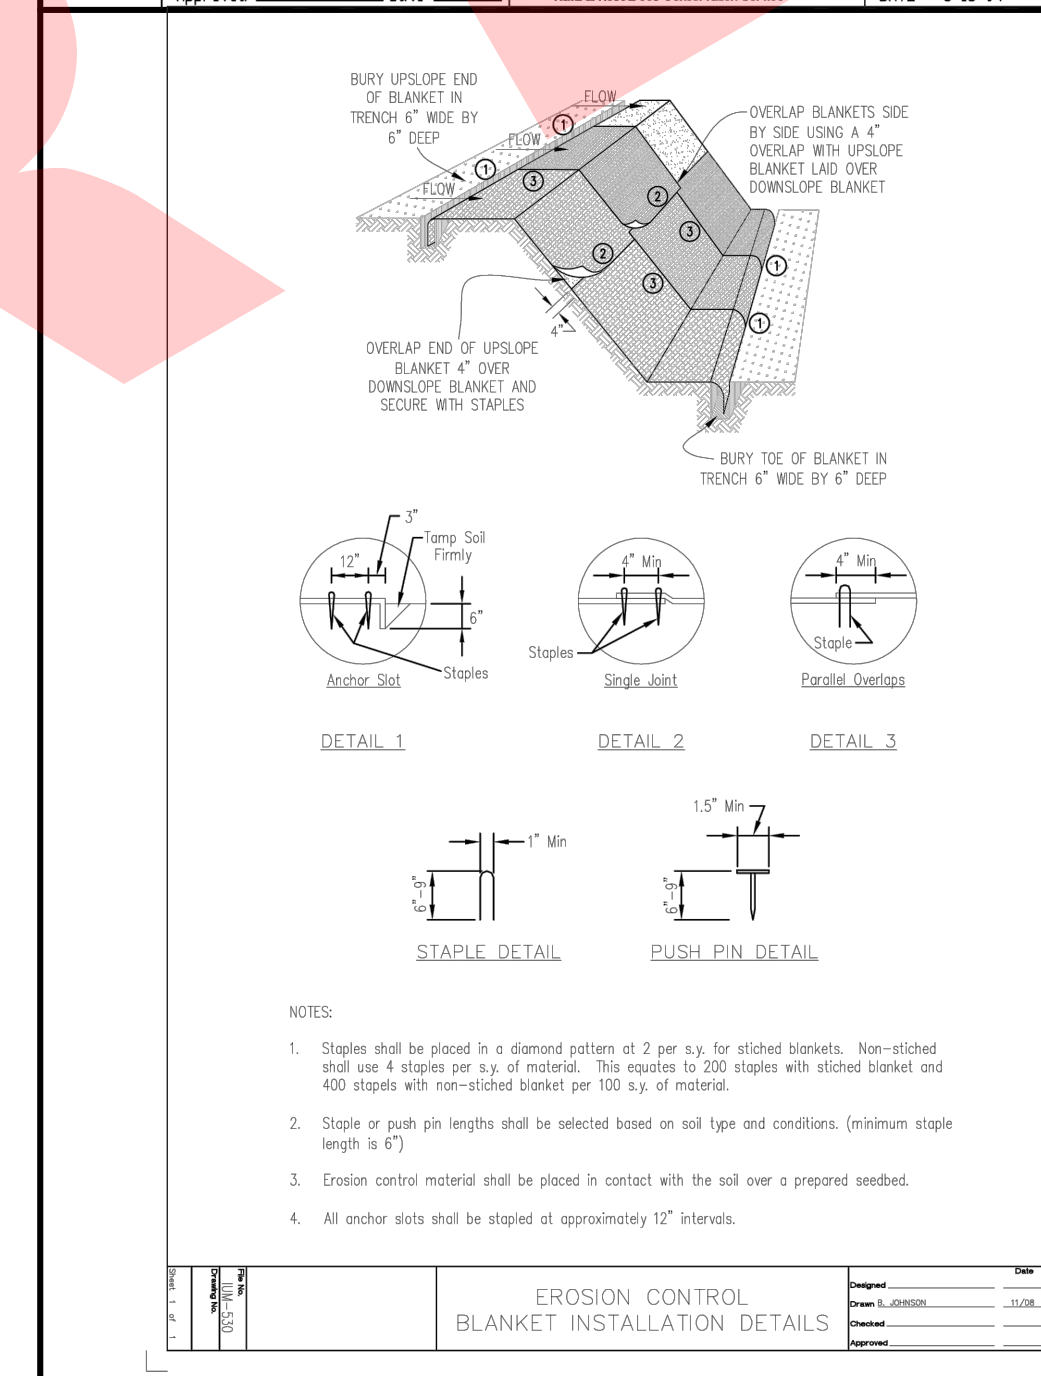 BURY UPSLOPE END
OF BLANKET IN
TRENCH 6" WIDE BY
6" DEEP
FLOW
FLOW
FLOW
OVERLAP BLANKETS SIDE
BY SIDE USING A 4"
OVERLAP WITH UPSLOPE
BLANKET LAID OVER
DOWNSLOPE BLANKET
1
1
3
2
3
2
3
1
1
4"
OVERLAP END OF UPSLOPE
BLANKET 4" OVER
DOWNSLOPE BLANKET AND
SECURE WITH STAPLES
BURY TOE OF BLANKET IN
TRENCH 6" WIDE BY 6" DEEP
3"
12"
Tamp Soil
Firmly
6"
Staples
Anchor Slot
DETAIL 1
4" Min
Staples
Single Joint
DETAIL 2
4" Min
Staple
Parallel Overlaps
DETAIL 3
1" Min
6"-9"
STAPLE DETAIL
1.5" Min
6"-9"
PUSH PIN DETAIL
NOTES:
1. Staples shall be placed in a diamond pattern at 2 per s.y. for stiched blankets. Non-stiched
shall use 4 staples per s.y. of material. This equates to 200 staples with stiched blanket and
400 stapels with non-stiched blanket per 100 s.y. of material.
2. Staple or push pin lengths shall be selected based on soil type and conditions. (minimum staple
length is 6")
3. Erosion control material shall be placed in contact with the soil over a prepared seedbed.
4. All anchor slots shall be stapled at approximately 12" intervals.
Sheet 1 of 1
Drawing No.
IUM-530
File No.
EROSION CONTROL
BLANKET INSTALLATION DETAILS
Date
Designed
Drawn B. JOHNSON 11/08
Checked
Approved